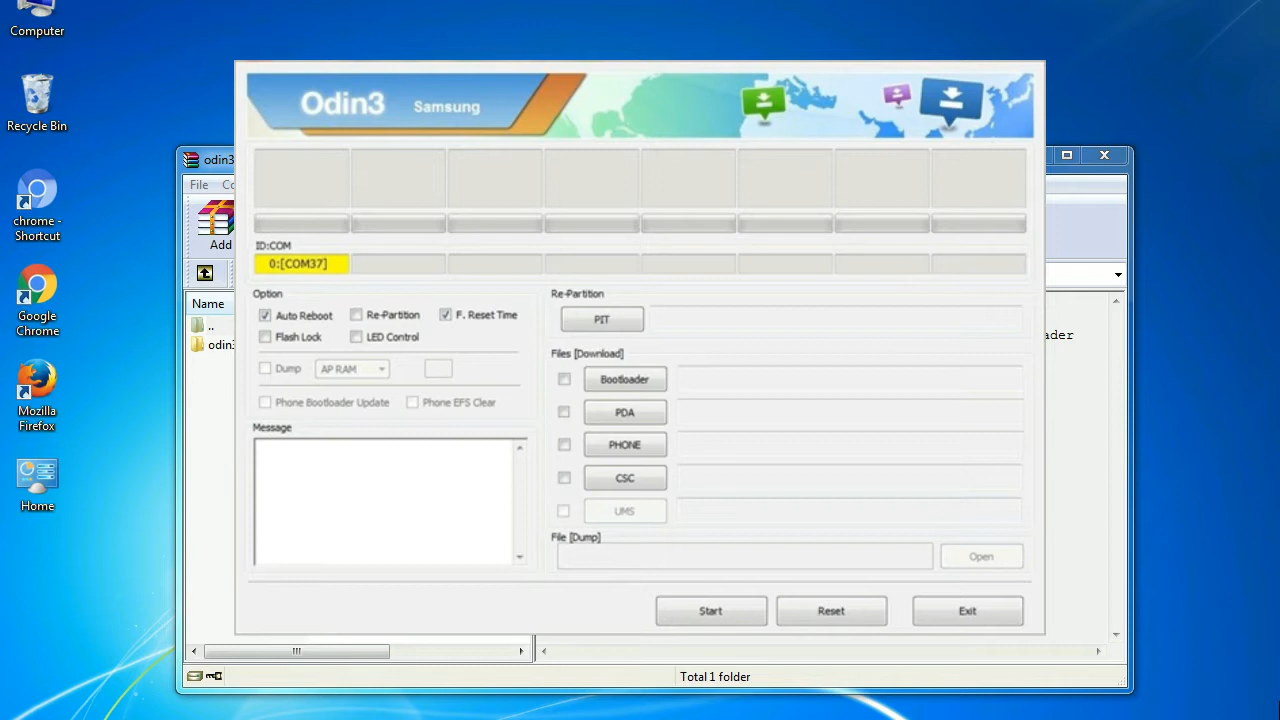 Computer
Recycle Bin
chrome -
Shortcut
Google
Chrome
Mozilla
Firefox
Home
odin3
File Co
Add
Name
..
odin3
ader
Total 1 folder
Odin3 Samsung
ID:COM
0:[COM37]
Option
Auto Reboot Re-Partition F. Reset Time
Flash Lock LED Control
Dump AP RAM
Phone Bootloader Update Phone EFS Clear
Message
Re-Partition
PIT
Files [Download]
Bootloader
PDA
PHONE
CSC
UMS
File [Dump]
Open
Start Reset Exit